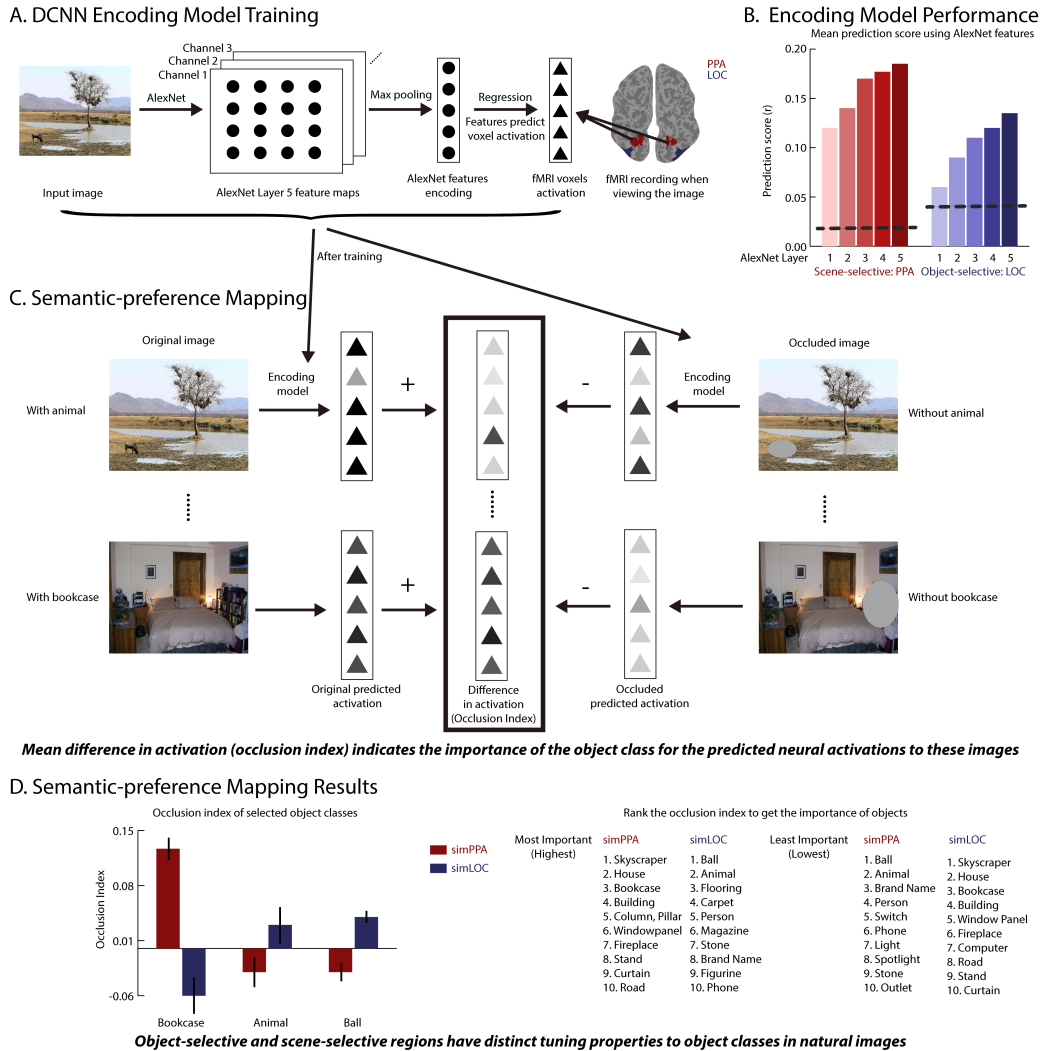 A. DCNN Encoding Model Training
Channel 3
Channel 2
Channel 1
AlexNet
Max pooling
Regression
Features predict
voxel activation
PPA
LOC
Input image
AlexNet Layer 5 feature maps
AlexNet features
encoding
fMRI voxels
activation
fMRI recording when
viewing the image
B. Encoding Model Performance
Mean prediction score using AlexNet features
Prediction score (r)
0.20
0.15
0.10
0.05
0.00
AlexNet Layer 1 2 3 4 5 1 2 3 4 5
Scene-selective: PPA Object-selective: LOC
After training
C. Semantic-preference Mapping
Original image
Occluded image
With animal
Encoding
model
+
-
Encoding
model
Without animal
With bookcase
+
-
Without bookcase
Original predicted
activation
Difference
in activation
(Occlusion Index)
Occluded
predicted activation
Mean difference in activation (occlusion index) indicates the importance of the object class for the predicted neural activations to these images
D. Semantic-preference Mapping Results
Occlusion index of selected object classes
Occlusion Index
0.15
0.08
0.01
-0.06
Bookcase Animal Ball
simPPA
simLOC
Rank the occlusion index to get the importance of objects
Most Important
(Highest)
simPPA
1. Skyscraper
2. House
3. Bookcase
4. Building
5. Column, Pillar
6. Windowpanel
7. Fireplace
8. Stand
9. Curtain
10. Road
simLOC
1. Ball
2. Animal
3. Flooring
4. Carpet
5. Person
6. Magazine
7. Stone
8. Brand Name
9. Figurine
10. Phone
Least Important
(Lowest)
simPPA
1. Ball
2. Animal
3. Brand Name
4. Person
5. Switch
6. Phone
7. Light
8. Spotlight
9. Stone
10. Outlet
simLOC
1. Skyscraper
2. House
3. Bookcase
4. Building
5. Window Panel
6. Fireplace
7. Computer
8. Road
9. Stand
10. Curtain
Object-selective and scene-selective regions have distinct tuning properties to object classes in natural images